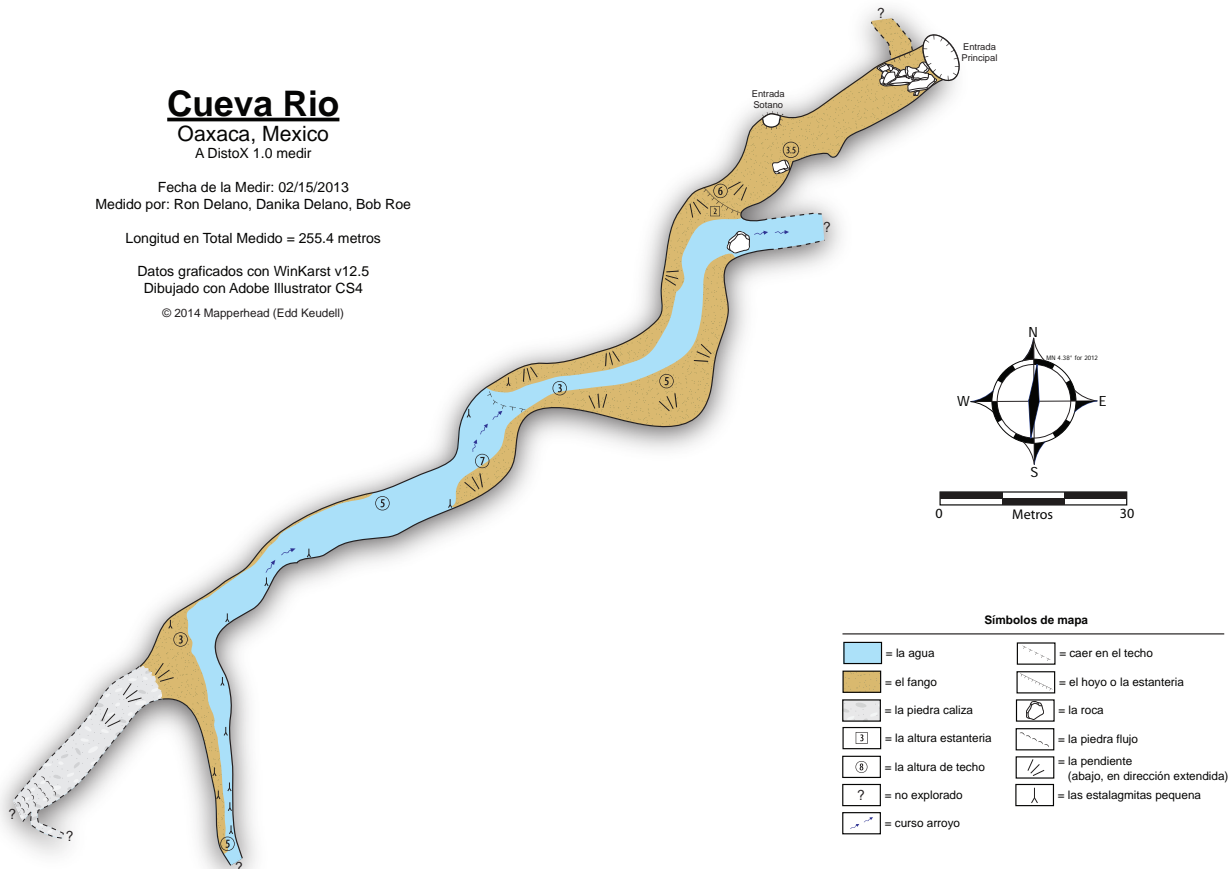 Cueva Rio
Oaxaca, Mexico
A DistoX 1.0 medir
Fecha de la Medir: 02/15/2013
Medido por: Ron Delano, Danika Delano, Bob Roe
Longitud en Total Medido = 255.4 metros
Datos graficados con WinKarst v12.5
Dibujado con Adobe Illustrator CS4
© 2014 Mapperhead (Edd Keudell)
?
Entrada
Principal
Entrada
Sotano
3.5
6
2
?
3
5
7
5
3
?
?
5
?
N
MN 4.38° for 2012
W
E
S
0
Metros
30
Símbolos de mapa
= la agua
= el fango
= la piedra caliza
3 = la altura estanteria
8 = la altura de techo
? = no explorado
= curso arroyo
= caer en el techo
= el hoyo o la estanteria
= la roca
= la piedra flujo
= la pendiente
(abajo, en dirección extendida)
= las estalagmitas pequena